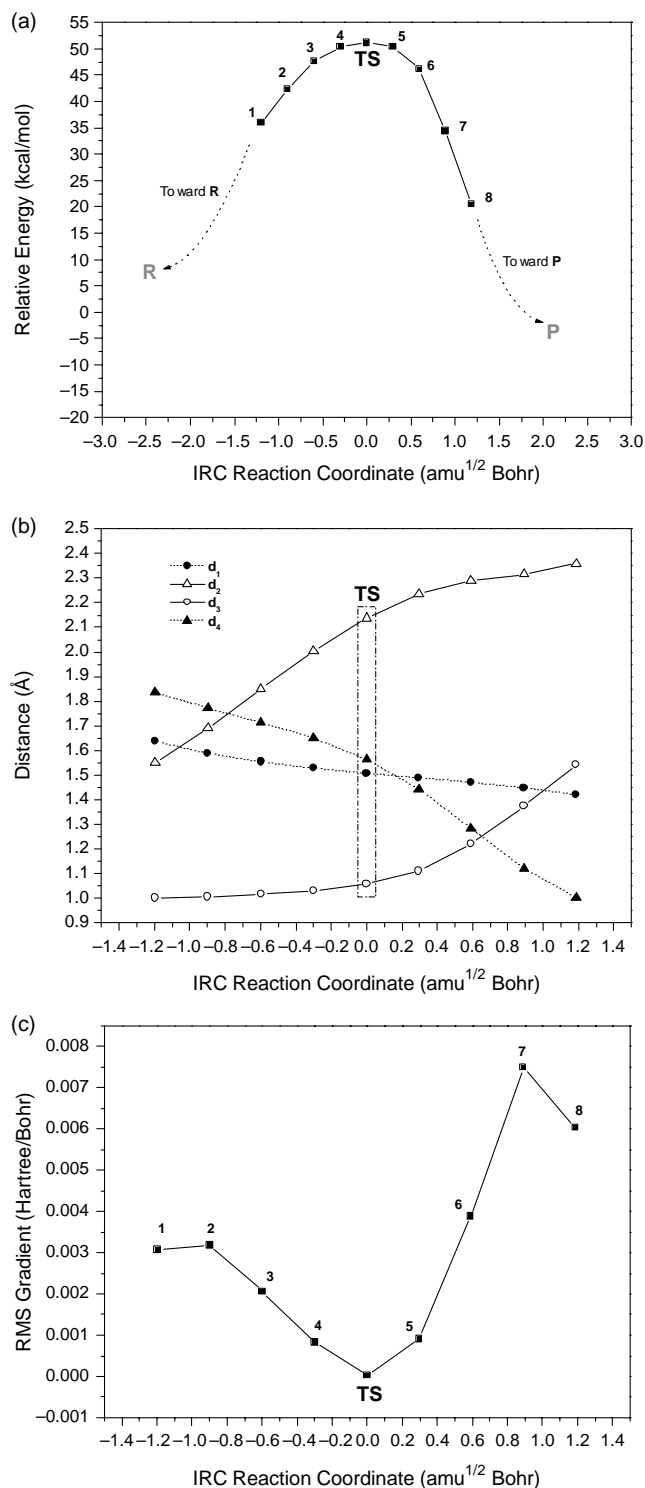 (a)
55
50
45
40
35
30
25
20
15
10
5
0
−5
−10
−15
−20
Relative Energy (kcal/mol)
1
2
3
4
TS
5
6
7
8
Toward R
R
Toward P
P
−3.0 −2.5 −2.0 −1.5 −1.0 −0.5 0.0 0.5 1.0 1.5 2.0 2.5 3.0
IRC Reaction Coordinate (amu^1/2 Bohr)
(b)
2.5
2.4
2.3
2.2
2.1
2.0
1.9
1.8
1.7
1.6
1.5
1.4
1.3
1.2
1.1
1.0
0.9
Distance (Å)
d1
d2
d3
d4
TS
−1.4 −1.2 −1.0 −0.8 −0.6 −0.4 −0.2 0.0 0.2 0.4 0.6 0.8 1.0 1.2 1.4
IRC Reaction Coordinate (amu^1/2 Bohr)
(c)
0.008
0.007
0.006
0.005
0.004
0.003
0.002
0.001
0.000
−0.001
RMS Gradient (Hartree/Bohr)
1
2
3
4
TS
5
6
7
8
−1.4 −1.2 −1.0 −0.8 −0.6 −0.4 −0.2 0.0 0.2 0.4 0.6 0.8 1.0 1.2 1.4
IRC Reaction Coordinate (amu^1/2 Bohr)